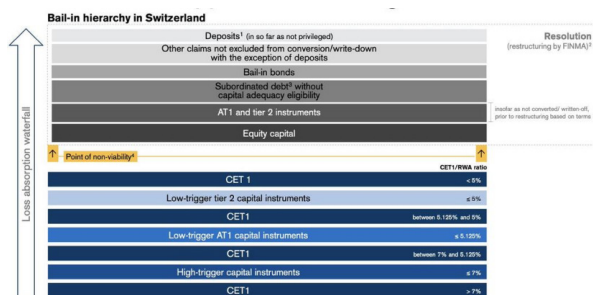 Bail-in hierarchy in Switzerland
Deposits¹ (in so far as not privileged)
Resolution
(restructuring by FINMA)²
Other claims not excluded from conversion/write-down
with the exception of deposits
Bail-in bonds
Subordinated debt³ without
capital adequacy eligibility
AT1 and tier 2 instruments
insofar as not converted/ written-off,
prior to restructuring based on terms
Equity capital
Loss absorption waterfall
Point of non-viability⁴
CET1/RWA ratio
CET 1
< 5%
Low-trigger tier 2 capital instruments
≤ 5%
CET1
between 5.125% and 5%
Low-trigger AT1 capital instruments
≤ 5.125%
CET1
between 7% and 5.125%
High-trigger capital instruments
≤ 7%
CET1
> 7%